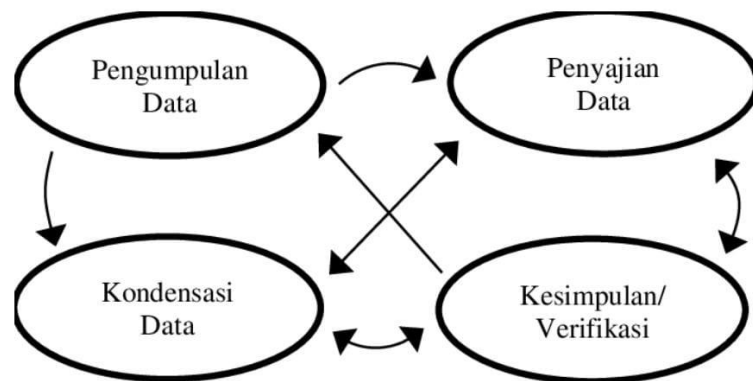 Pengumpulan
Data
Penyajian
Data
Kondensasi
Data
Kesimpulan/
Verifikasi